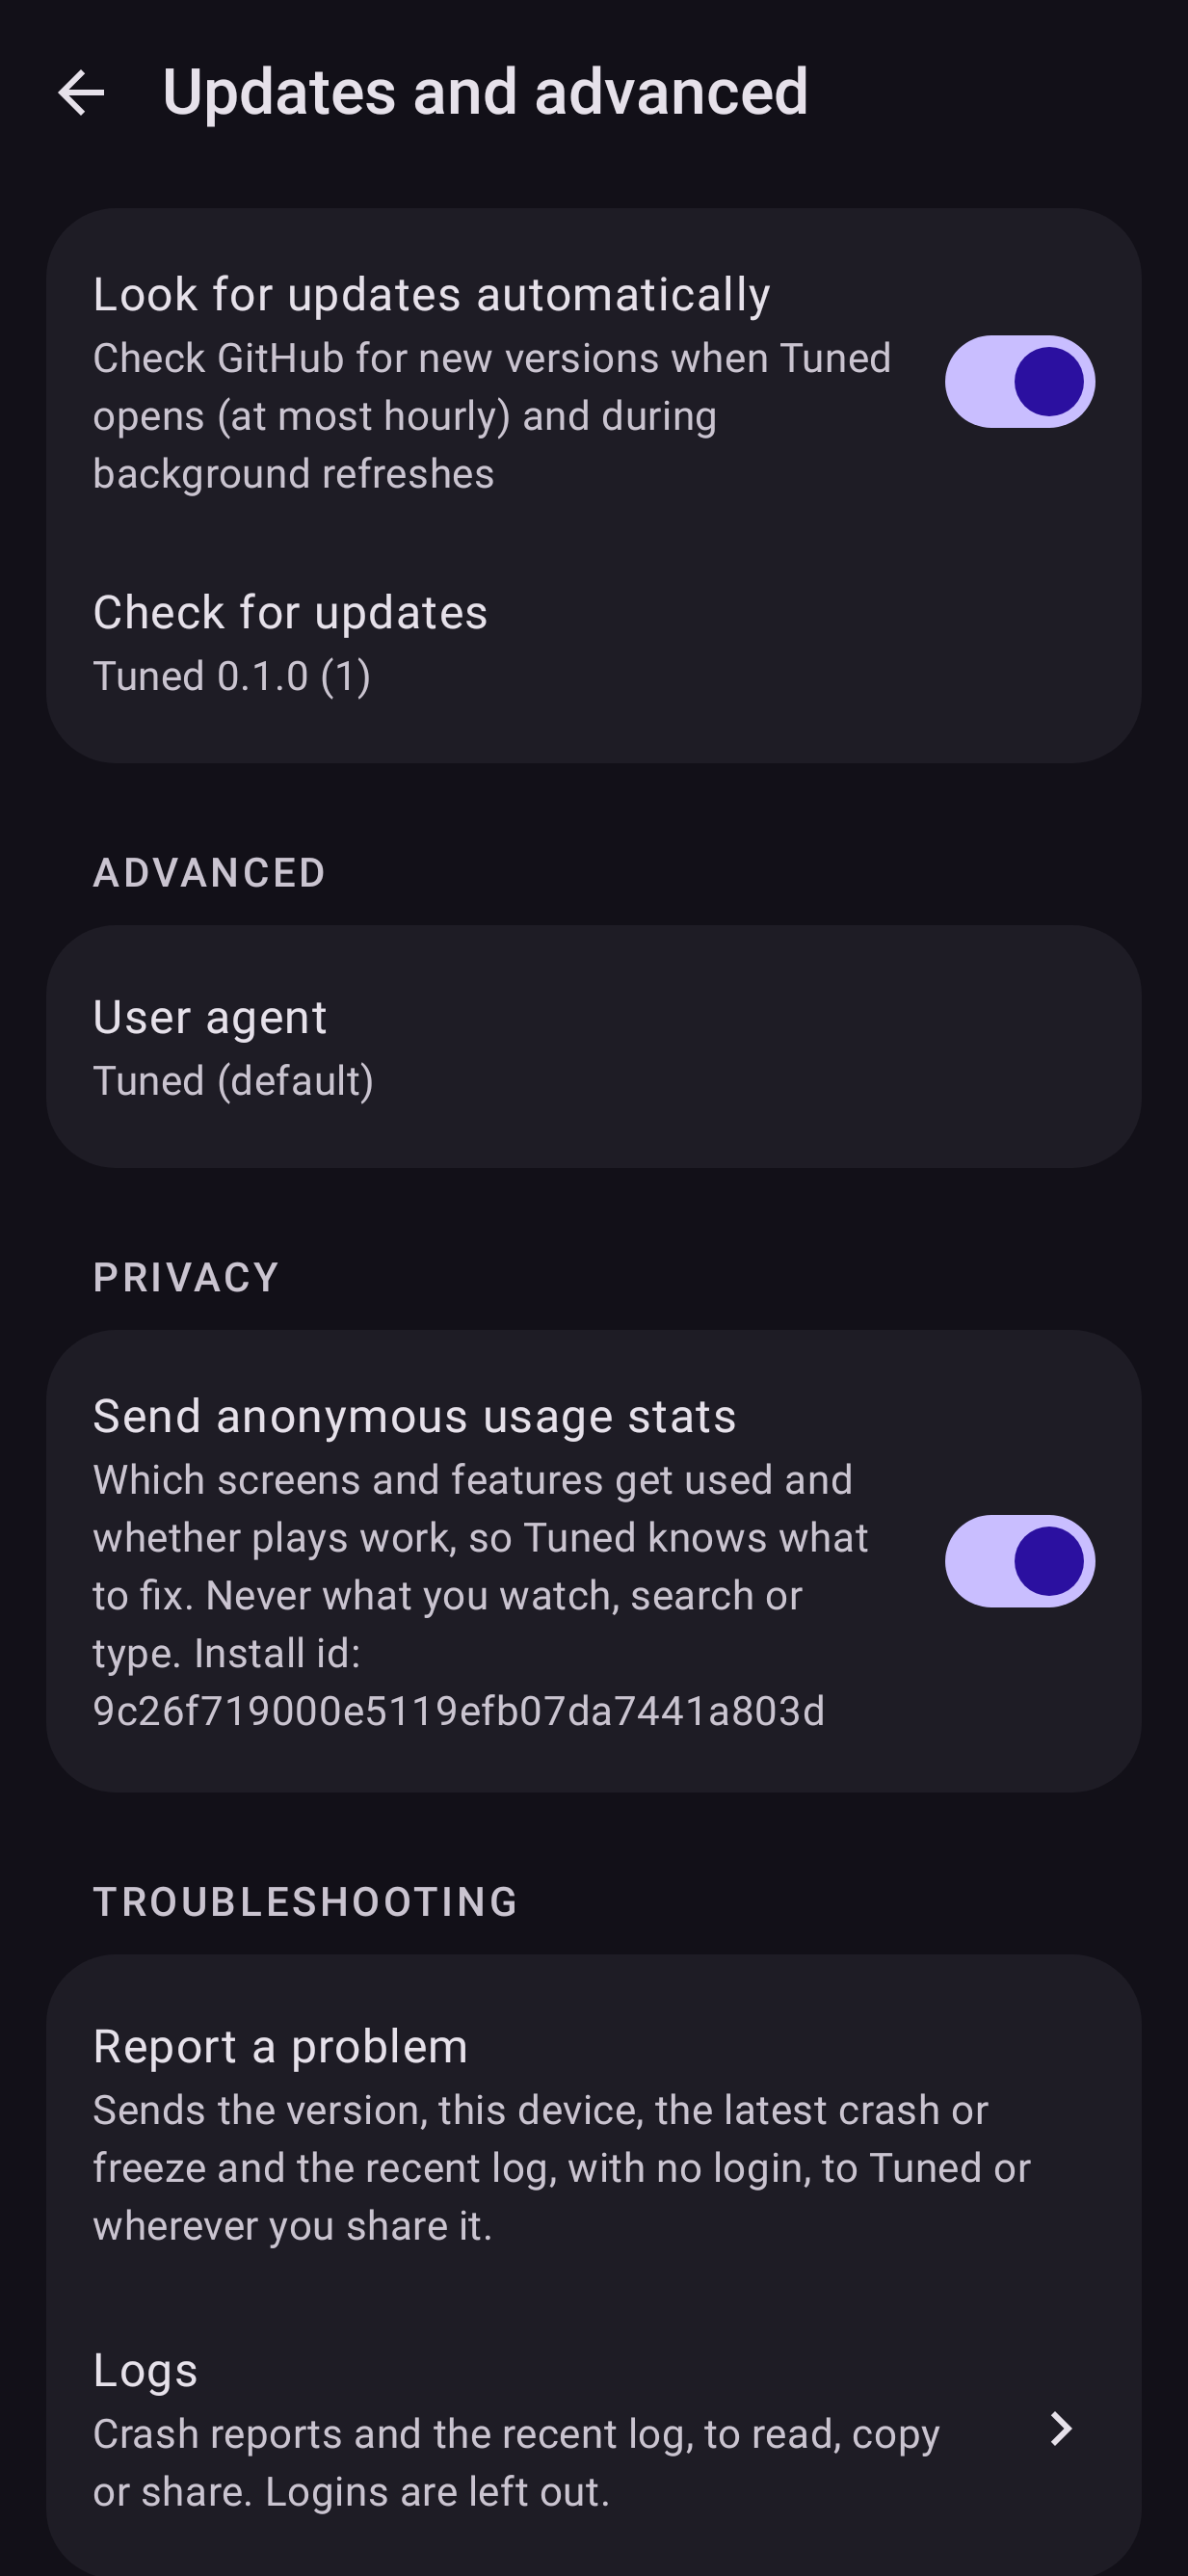 Updates and advanced
Look for updates automatically
Check GitHub for new versions when Tuned
opens (at most hourly) and during
background refreshes
Check for updates
Tuned 0.1.0 (1)
ADVANCED
User agent
Tuned (default)
PRIVACY
Send anonymous usage stats
Which screens and features get used and
whether plays work, so Tuned knows what
to fix. Never what you watch, search or
type. Install id:
9c26f719000e5119efb07da7441a803d
TROUBLESHOOTING
Report a problem
Sends the version, this device, the latest crash or
freeze and the recent log, with no login, to Tuned or
wherever you share it.
Logs
Crash reports and the recent log, to read, copy
or share. Logins are left out.